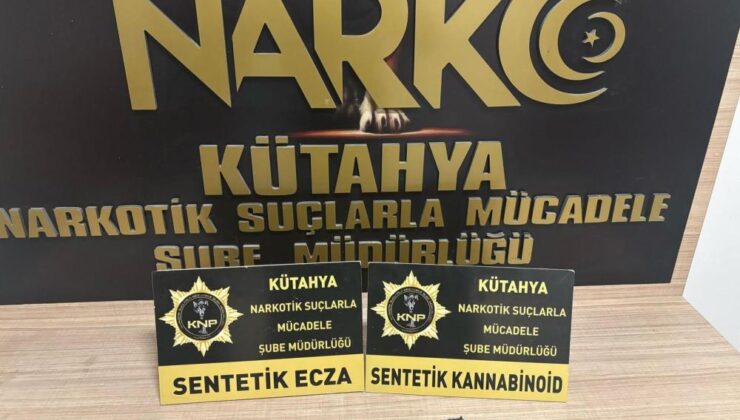 NARKO
KÜTAHYA
NARKOTİK SUÇLARLA MÜCADELE
ŞUBE MÜDÜRLÜĞÜ
KÜTAHYA
NARKOTİK SUÇLARLA
MÜCADELE
ŞUBE MÜDÜRLÜĞÜ
KNP
SENTETİK ECZA
KÜTAHYA
NARKOTİK SUÇLARLA
MÜCADELE
ŞUBE MÜDÜRLÜĞÜ
KNP
SENTETİK KANNABİNOİD